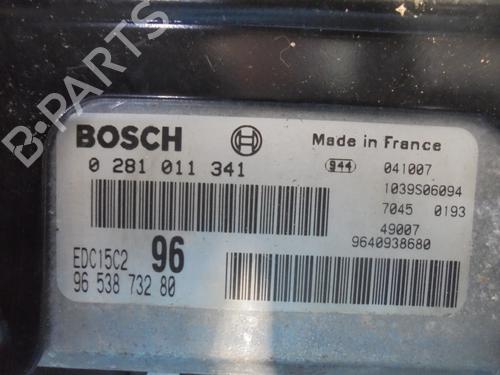 BOSCH
Made in France
0 281 011 341
944
041007
1039S06094
7045 0193
49007
9640938680
EDC15C2 96
96 538 732 80
B-PARTS